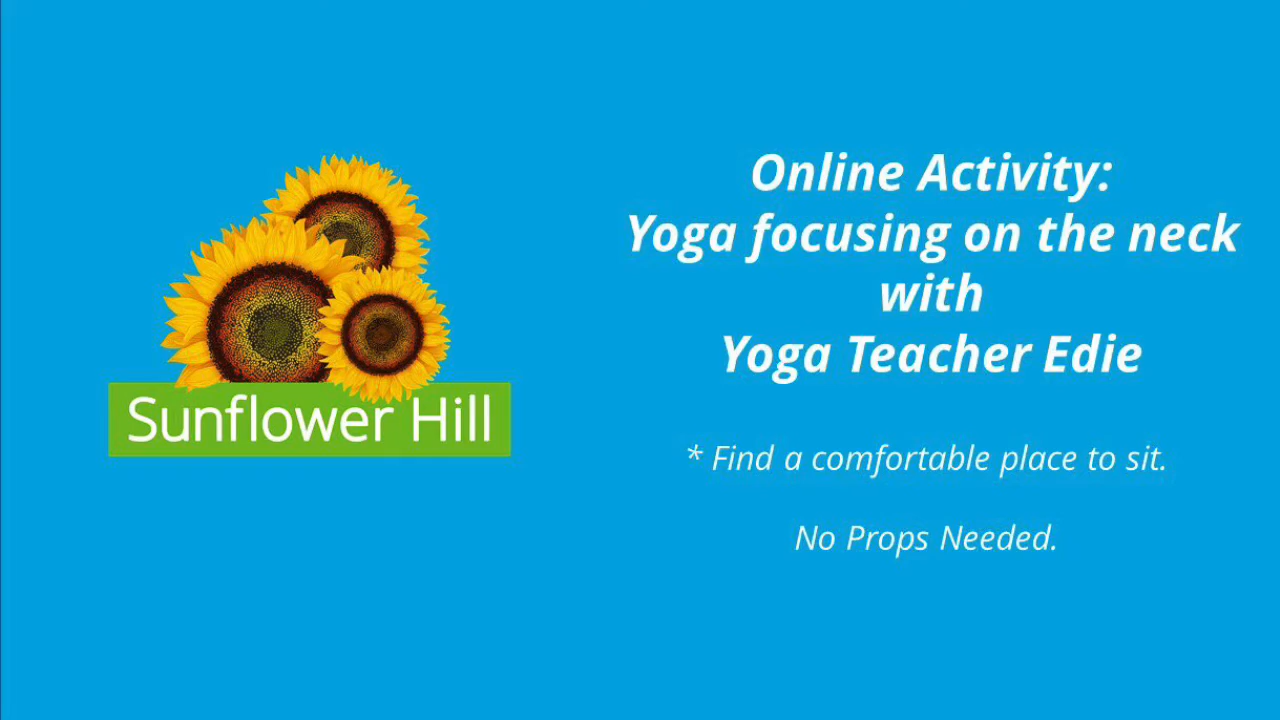 Sunflower Hill
Online Activity:
Yoga focusing on the neck
with
Yoga Teacher Edie
* Find a comfortable place to sit.
No Props Needed.